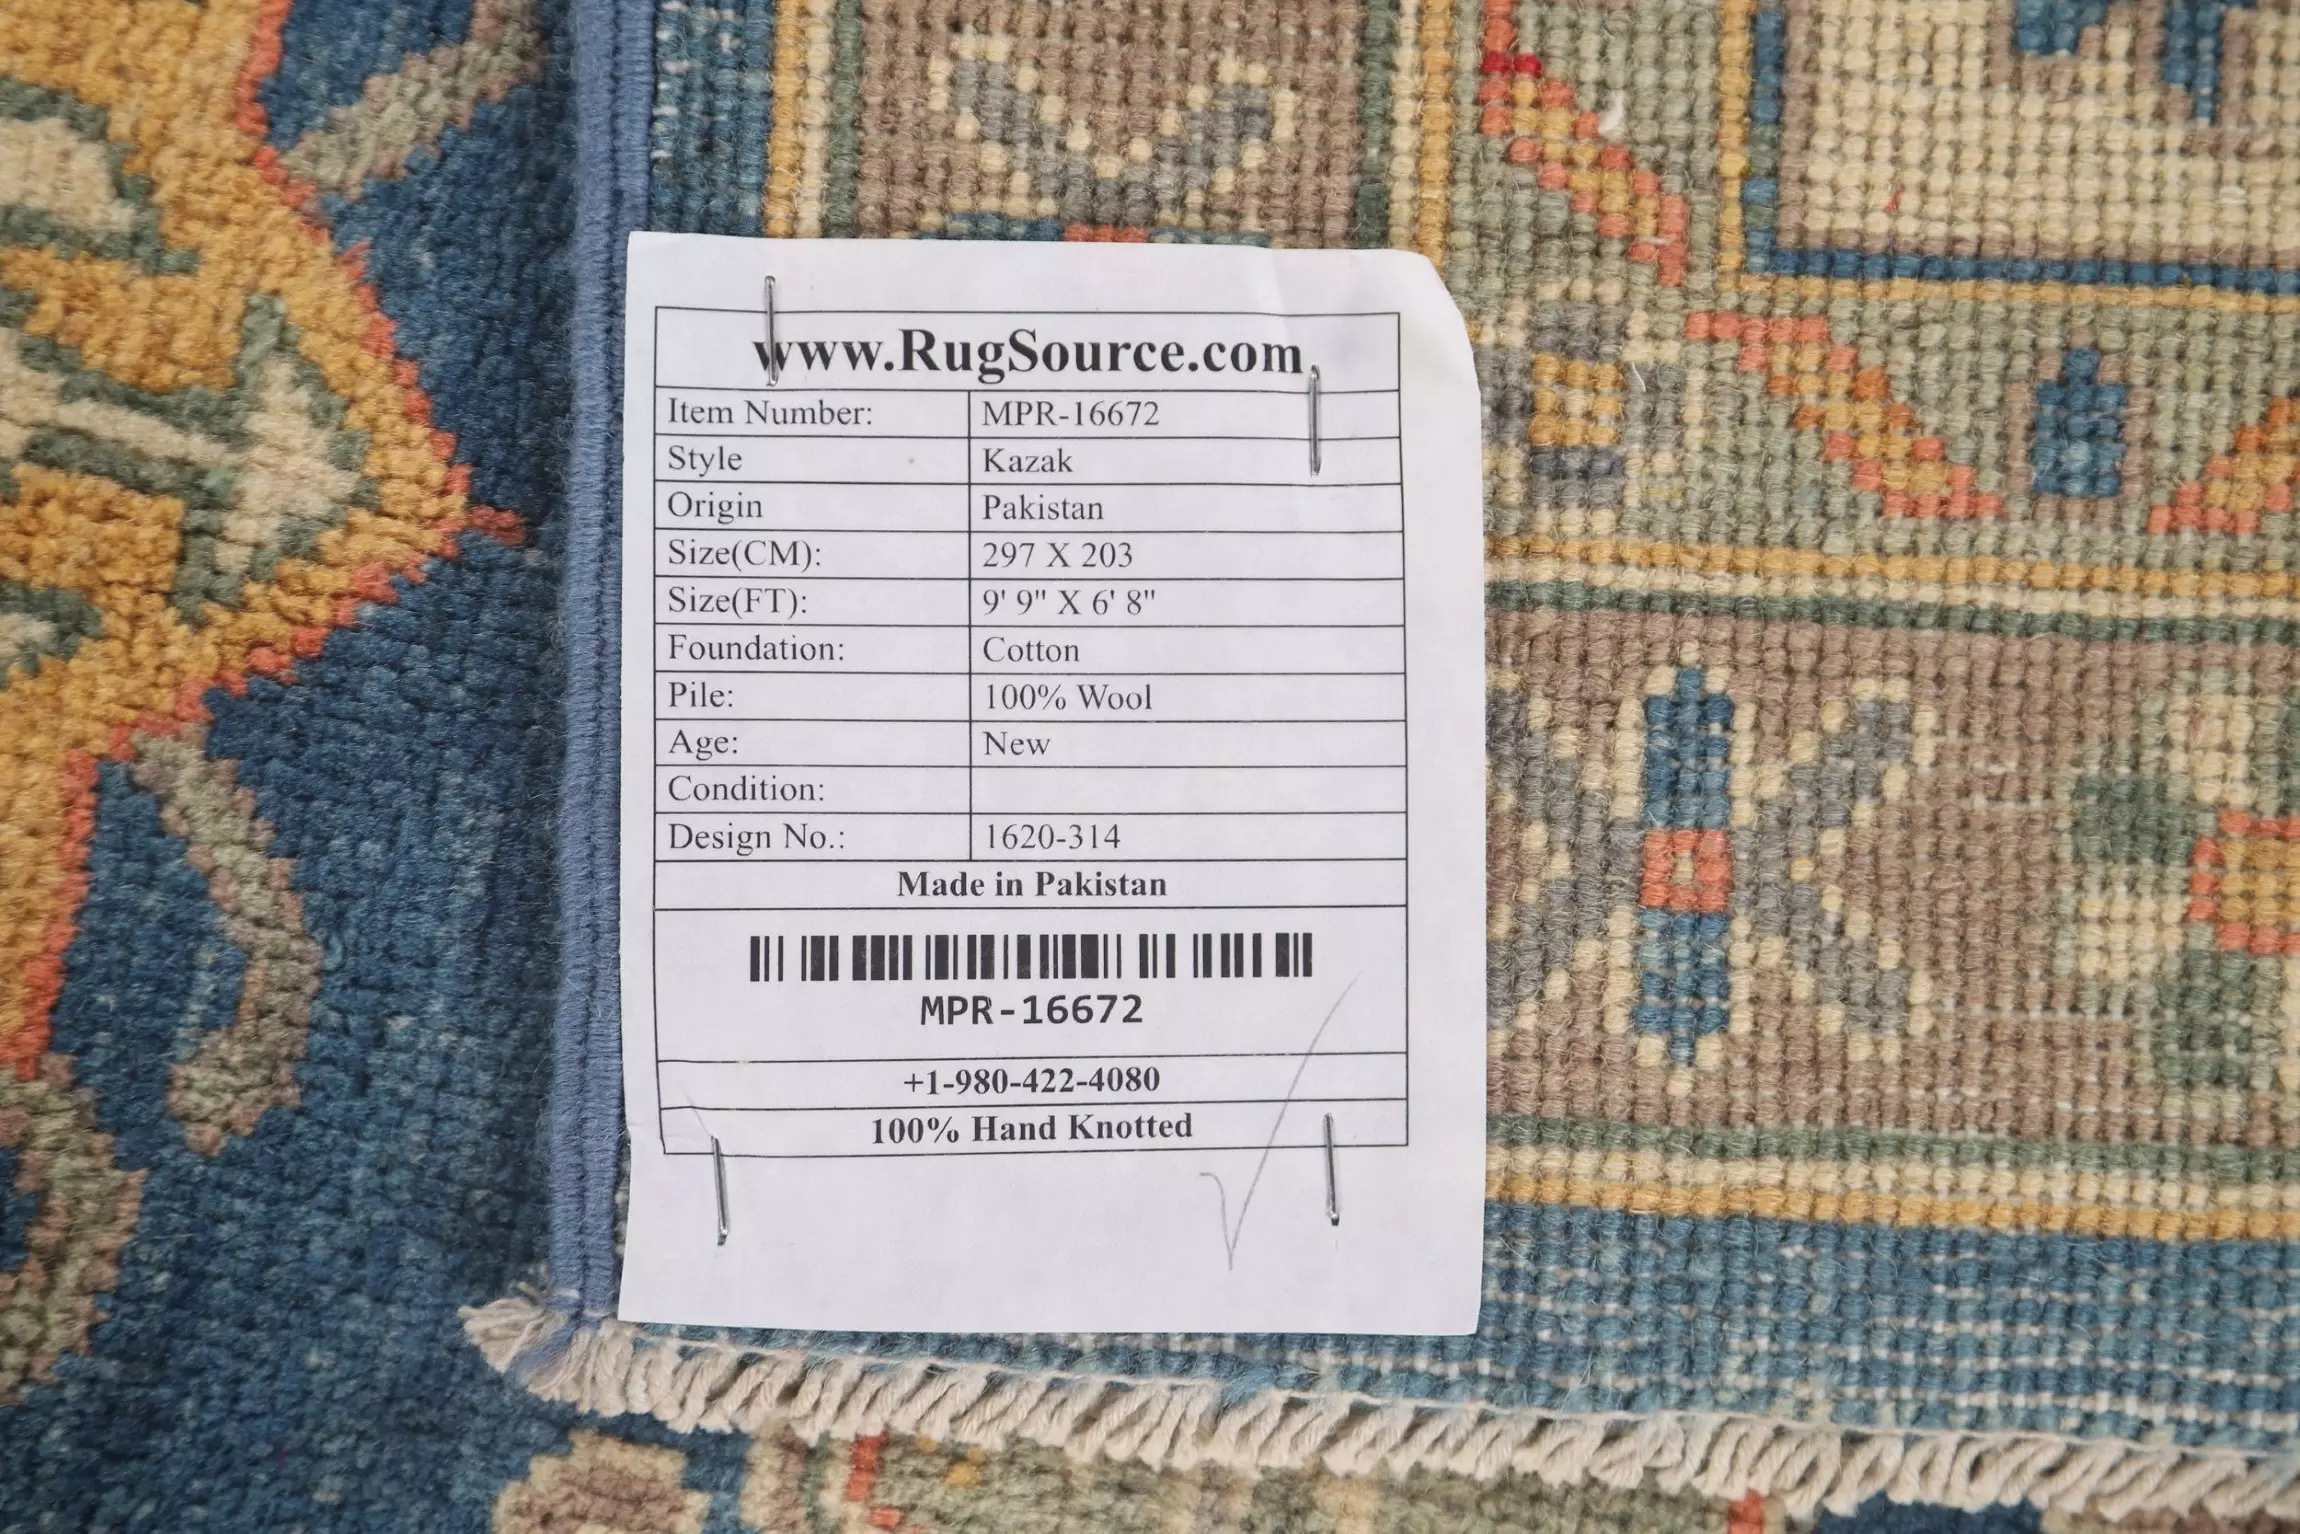 www.RugSource.com
Item Number: MPR-16672
Style Kazak
Origin Pakistan
Size(CM): 297 X 203
Size(FT): 9' 9" X 6' 8"
Foundation: Cotton
Pile: 100% Wool
Age: New
Condition:
Design No.: 1620-314
Made in Pakistan
MPR-16672
+1-980-422-4080
100% Hand Knotted